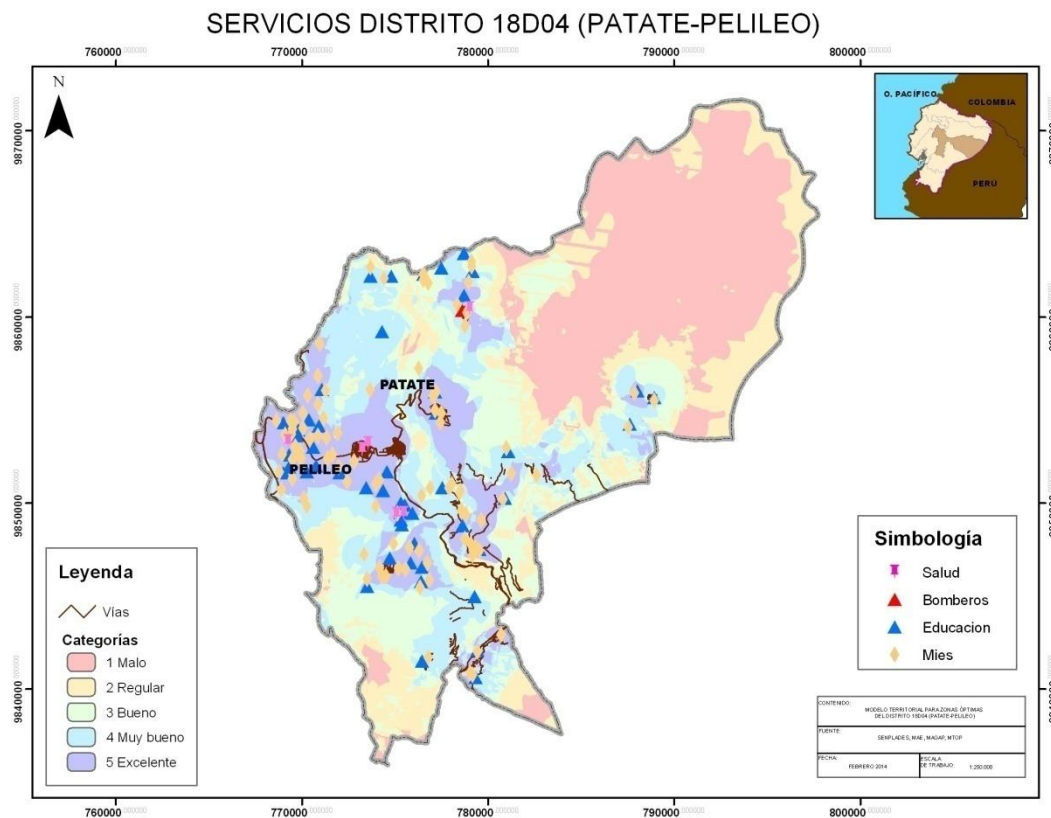 SERVICIOS DISTRITO 18D04 (PATATE-PELILEO)
760000 770000 780000 790000 800000
N
O. PACÍFICO
COLOMBIA
PERU
9870000
9860000
9850000
9840000
PATATE
PELILEO
Leyenda
Vías
Categorías
1 Malo
2 Regular
3 Bueno
4 Muy bueno
5 Excelente
Simbología
Salud
Bomberos
Educacion
Mies
CONTENIDO:
MODELO TERRITORIAL PARA ZONAS ÓPTIMAS
DEL DISTRITO 18D04 (PATATE-PELILEO)
FUENTE:
SENPLADES, MAE, MAGAP, MTOP
FECHA:
FEBRERO 2014
ESCALA
DE TRABAJO:
1:250.000
760000 770000 780000 790000 800000